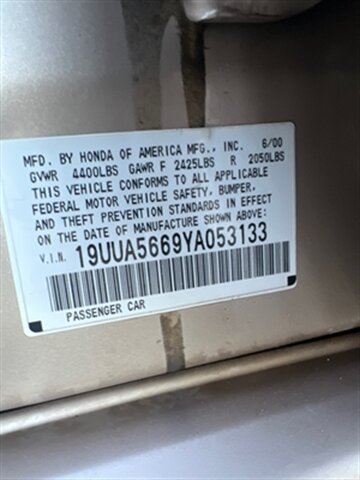 MFD. BY HONDA OF AMERICA MFG., INC. 6/00
GVWR 4400LBS GAWR F 2425LBS R 2050LBS
THIS VEHICLE CONFORMS TO ALL APPLICABLE
FEDERAL MOTOR VEHICLE SAFETY, BUMPER,
AND THEFT PREVENTION STANDARDS IN EFFECT
ON THE DATE OF MANUFACTURE SHOWN ABOVE.
V.I.N. 19UUA5669YA053133
PASSENGER CAR